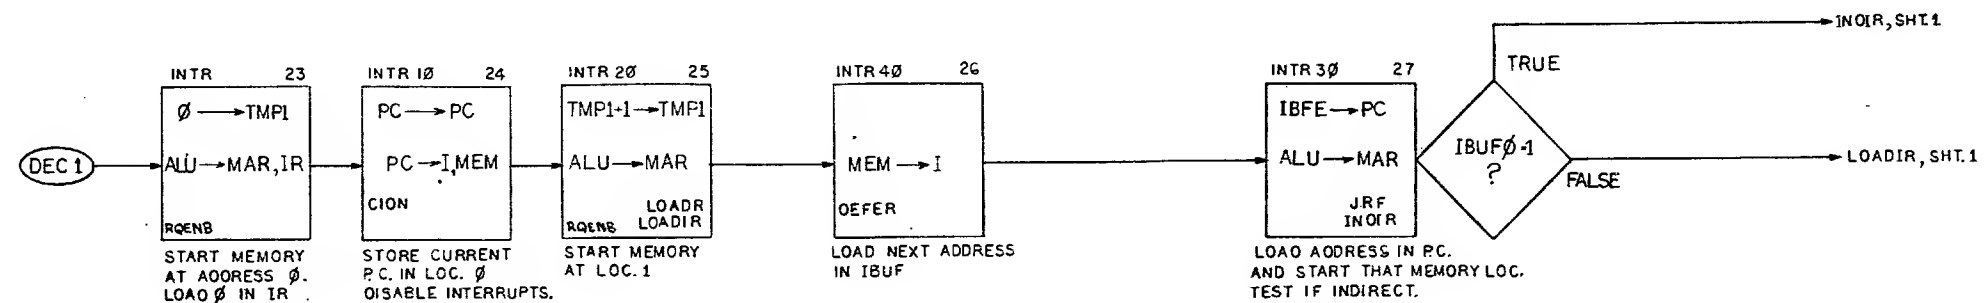 INOIR, SHT.1
TRUE
DEC 1
INTR 23
Ø → TMP1
ALU → MAR, IR
RQENB
START MEMORY
AT AOORESS Ø.
LOAO Ø IN IR
INTR 1Ø 24
PC → PC
PC → I, MEM
CION
STORE CURRENT
P.C. IN LOC. Ø
OISABLE INTERRUPTS.
INTR 2Ø 25
TMP1+1 → TMP1
ALU → MAR
LOADR
RQENB LOADIR
START MEMORY
AT LOC. 1
INTR 4Ø 26
MEM → I
OEFER
LOAD NEXT ADDRESS
IN IBUF
INTR 3Ø 27
IBFE → PC
ALU → MAR
JRF
INOIR
LOAO AODRESS IN P.C.
AND START THAT MEMORY LOC.
TEST IF INDIRECT.
IBUFØ-1
?
FALSE
LOADIR, SHT.1